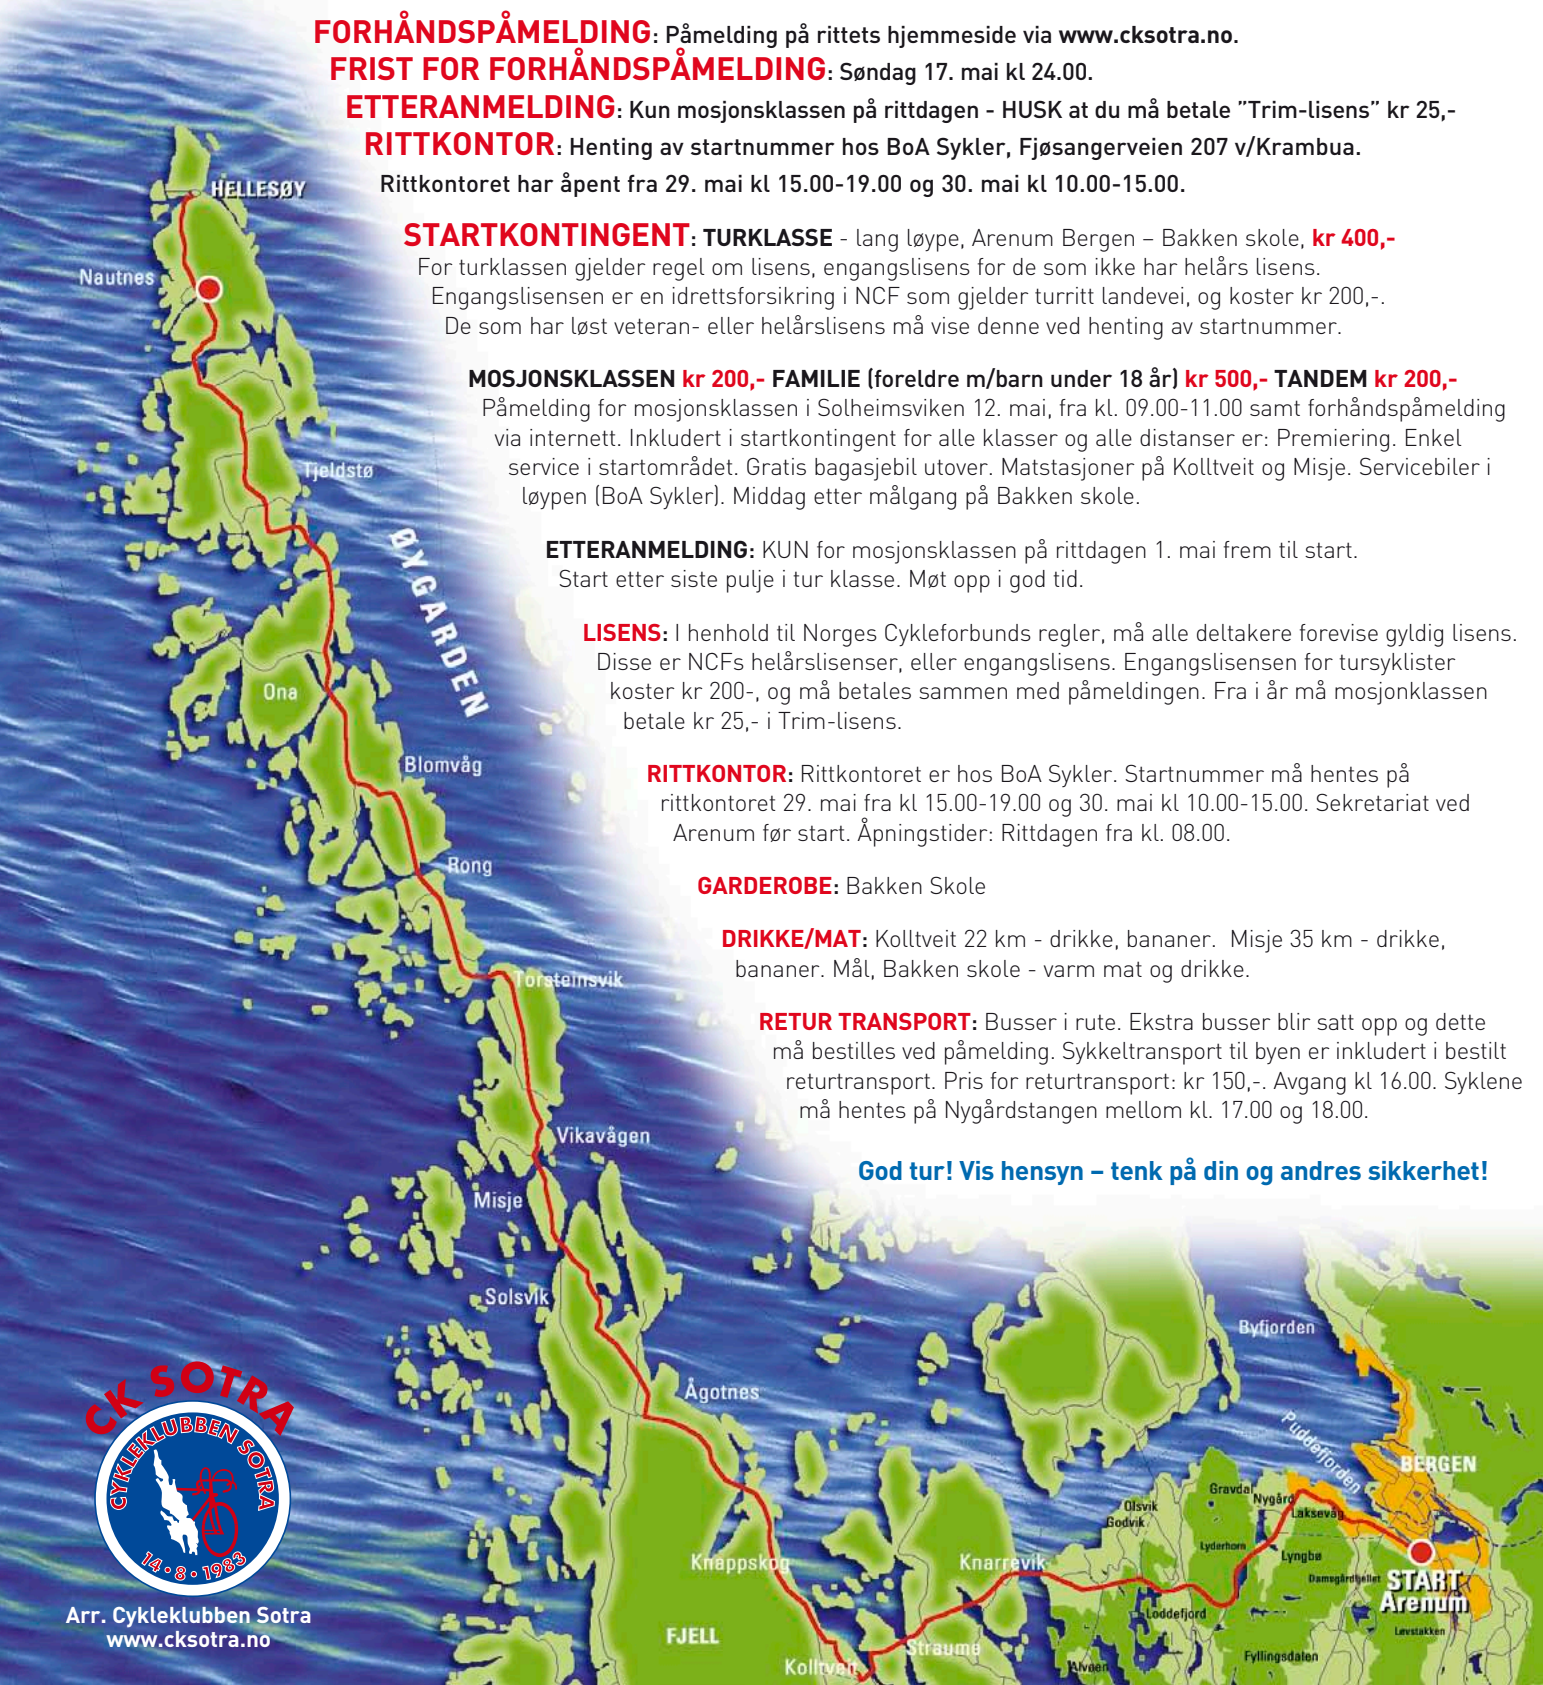 FORHÅNDSPÅMELDING: Påmelding på rittets hjemmeside via www.cksotra.no.
FRIST FOR FORHÅNDSPÅMELDING: Søndag 17. mai kl 24.00.
ETTERANMELDING: Kun mosjonsklassen på rittdagen - HUSK at du må betale ”Trim-lisens” kr 25,-
RITTKONTOR: Henting av startnummer hos BoA Sykler, Fjøsangerveien 207 v/Krambua.
Rittkontoret har åpent fra 29. mai kl 15.00-19.00 og 30. mai kl 10.00-15.00.
STARTKONTINGENT: TURKLASSE - lang løype, Arenum Bergen – Bakken skole, kr 400,-
For turklassen gjelder regel om lisens, engangslisens for de som ikke har helårs lisens.
Engangslisensen er en idrettsforsikring i NCF som gjelder turritt landevei, og koster kr 200,-.
De som har løst veteran- eller helårslisens må vise denne ved henting av startnummer.
MOSJONSKLASSEN kr 200,- FAMILIE (foreldre m/barn under 18 år) kr 500,- TANDEM kr 200,-
Påmelding for mosjonsklassen i Solheimsviken 12. mai, fra kl. 09.00-11.00 samt forhåndspåmelding
via internett. Inkludert i startkontingent for alle klasser og alle distanser er: Premiering. Enkel
service i startområdet. Gratis bagasjebil utover. Matstasjoner på Kolltveit og Misje. Servicebiler i
løypen (BoA Sykler). Middag etter målgang på Bakken skole.
ETTERANMELDING: KUN for mosjonsklassen på rittdagen 1. mai frem til start.
Start etter siste pulje i tur klasse. Møt opp i god tid.
LISENS: I henhold til Norges Cykleforbunds regler, må alle deltakere forevise gyldig lisens.
Disse er NCFs helårslisenser, eller engangslisens. Engangslisensen for tursyklister
koster kr 200-, og må betales sammen med påmeldingen. Fra i år må mosjonklassen
betale kr 25,- i Trim-lisens.
RITTKONTOR: Rittkontoret er hos BoA Sykler. Startnummer må hentes på
rittkontoret 29. mai fra kl 15.00-19.00 og 30. mai kl 10.00-15.00. Sekretariat ved
Arenum før start. Åpningstider: Rittdagen fra kl. 08.00.
GARDEROBE: Bakken Skole
DRIKKE/MAT: Kolltveit 22 km - drikke, bananer. Misje 35 km - drikke,
bananer. Mål, Bakken skole - varm mat og drikke.
RETUR TRANSPORT: Busser i rute. Ekstra busser blir satt opp og dette
må bestilles ved påmelding. Sykkeltransport til byen er inkludert i bestilt
returtransport. Pris for returtransport: kr 150,-. Avgang kl 16.00. Syklene
må hentes på Nygårdstangen mellom kl. 17.00 og 18.00.
God tur! Vis hensyn – tenk på din og andres sikkerhet!
HELLESØY
Nautnes
Tjeldstø
ØYGARDEN
Ona
Blomvåg
Rong
Torsteinsvik
Vikavågen
Misje
Solsvik
Ågotnes
Byfjorden
Puddefjorden
BERGEN
Gravdal
Nygård
Laksevåg
Olsvik
Godvik
Lyderhorn
Lyngbø
Damsgårdfjellet
START
Arenum
Knappskog
Knarrevik
Loddefjord
Løvstakken
FJELL
Straume
Fyllingsdalen
Kolltveit
Alvøen
CK SOTRA
CYKLEKLUBBEN SOTRA
14 • 8 • 1983
Arr. Cykleklubben Sotra
www.cksotra.no